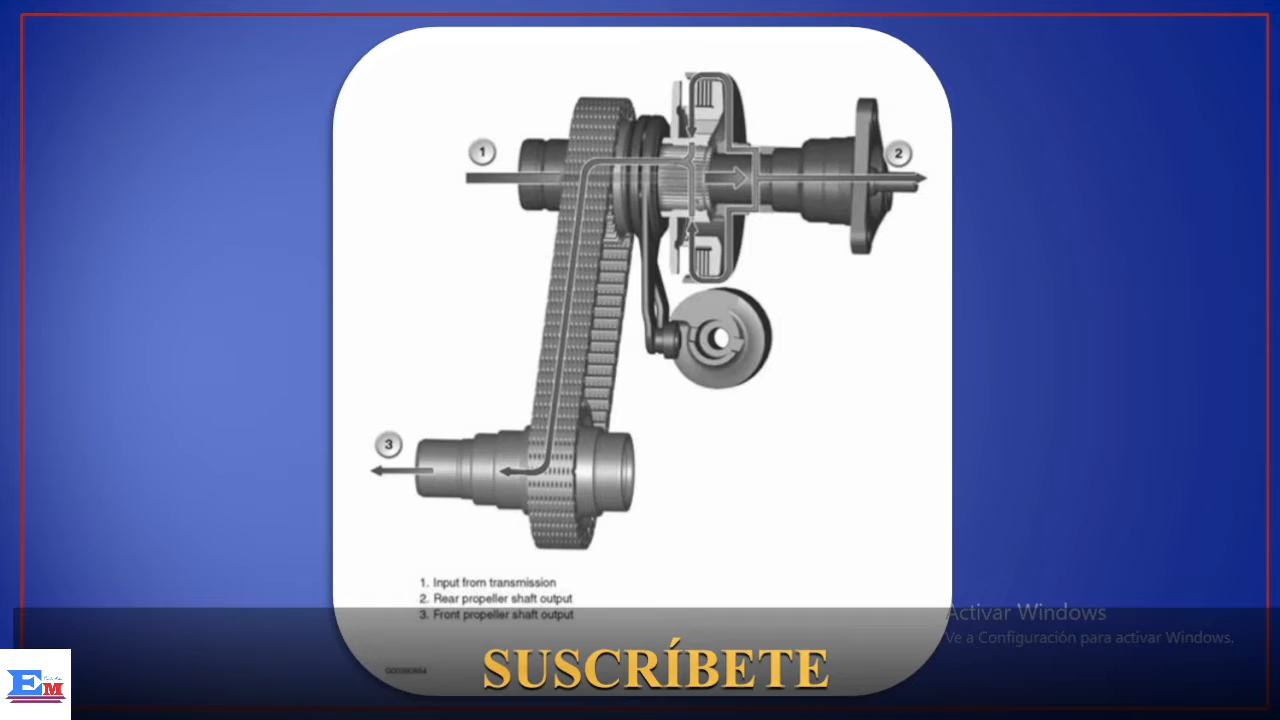 1
2
3
1. Input from transmission
2. Rear propeller shaft output
3. Front propeller shaft output
Activar Windows
Ve a Configuración para activar Windows.
SUSCRÍBETE
EM